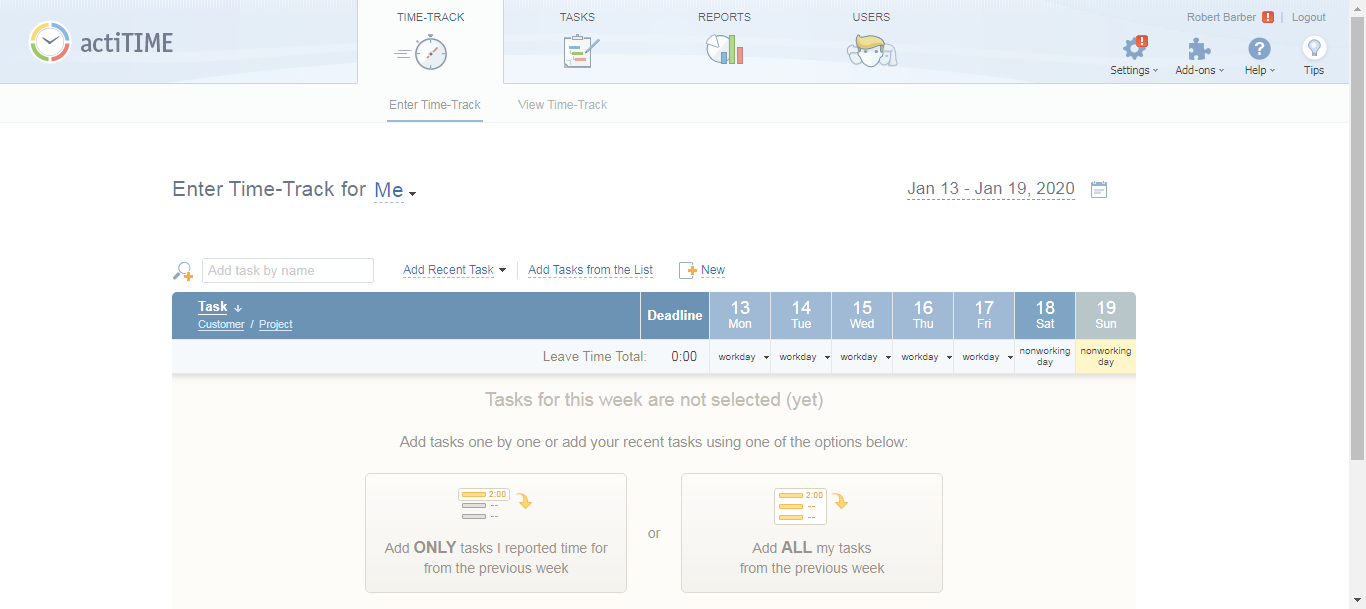 actiTIME
TIME-TRACK
TASKS
REPORTS
USERS
Robert Barber ! | Logout
Settings
Add-ons
Help
Tips
Enter Time-Track
View Time-Track
Enter Time-Track for Me
Jan 13 - Jan 19, 2020
Add task by name
Add Recent Task
Add Tasks from the List
New
Task ↓
Customer / Project
Deadline
13
Mon
14
Tue
15
Wed
16
Thu
17
Fri
18
Sat
19
Sun
Leave Time Total: 0:00
workday
workday
workday
workday
workday
nonworking
day
nonworking
day
Tasks for this week are not selected (yet)
Add tasks one by one or add your recent tasks using one of the options below:
2:00
--
--
Add ONLY tasks I reported time for
from the previous week
or
2:00
--
--
Add ALL my tasks
from the previous week